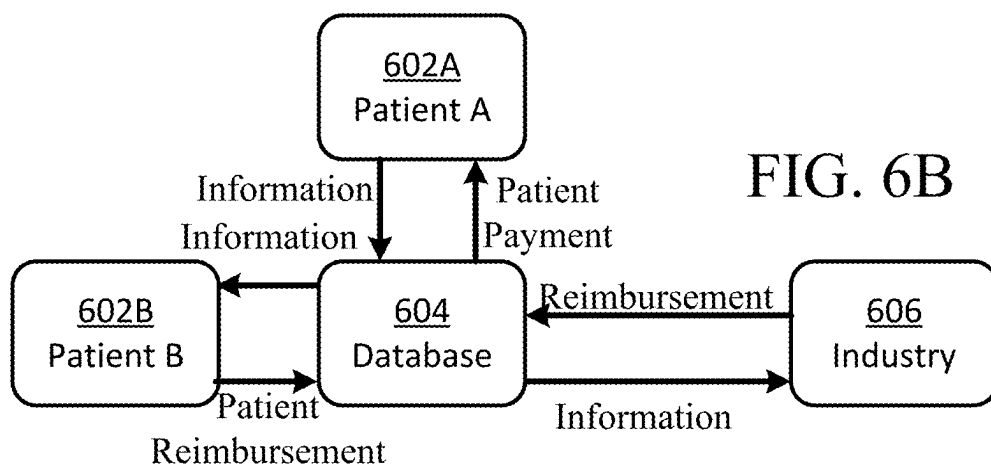 602A
Patient A
FIG. 6B
Information
Patient
Payment
Information
602B
Patient B
604
Database
Reimbursement
606
Industry
Patient
Reimbursement
Information